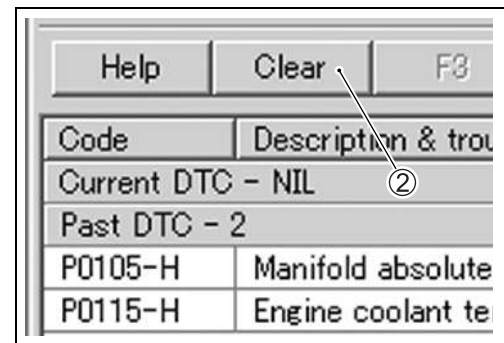 Help Clear F3
Code Description & trou
Current DTC - NIL
②
Past DTC - 2
P0105-H Manifold absolute
P0115-H Engine coolant te